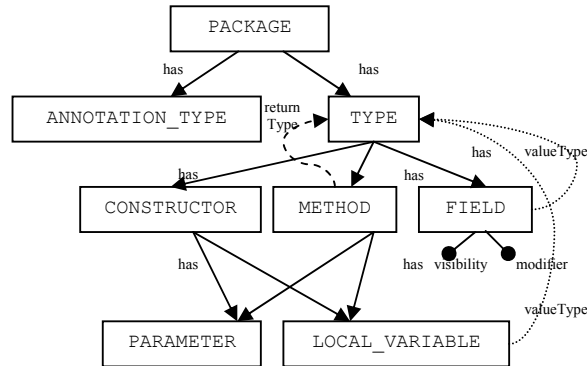 PACKAGE
has
has
ANNOTATION_TYPE
return
Type
TYPE
has
has
has
valueType
CONSTRUCTOR
METHOD
FIELD
has
has
visibility
modifier
valueType
PARAMETER
LOCAL_VARIABLE